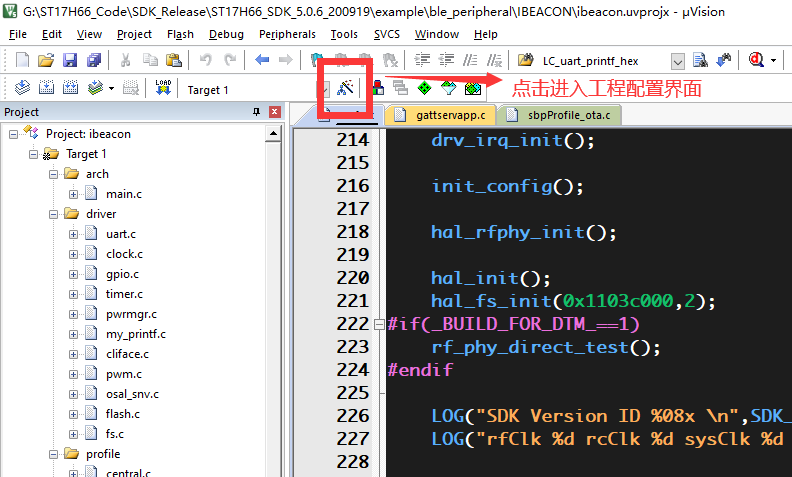 G:\ST17H66_Code\SDK_Release\ST17H66_SDK_5.0.6_200919\example\ble_peripheral\IBEACON\ibeacon.uvprojx - µVision
File Edit View Project Flash Debug Peripherals Tools SVCS Window Help
LC_uart_printf_hex
LOAD
Target 1
点击进入工程配置界面
Project
gattservapp.c
sbpProfile_ota.c
Project: ibeacon
Target 1
arch
main.c
driver
uart.c
clock.c
gpio.c
timer.c
pwrmgr.c
my_printf.c
cliface.c
pwm.c
osal_snv.c
flash.c
fs.c
profile
central.c
214 drv_irq_init();
215
216 init_config();
217
218 hal_rfphy_init();
219
220 hal_init();
221 hal_fs_init(0x1103c000,2);
222 #if(_BUILD_FOR_DTM_==1)
223 rf_phy_direct_test();
224 #endif
225
226 LOG("SDK Version ID %08x \n",SDK_
227 LOG("rfClk %d rcClk %d sysClk %d
228